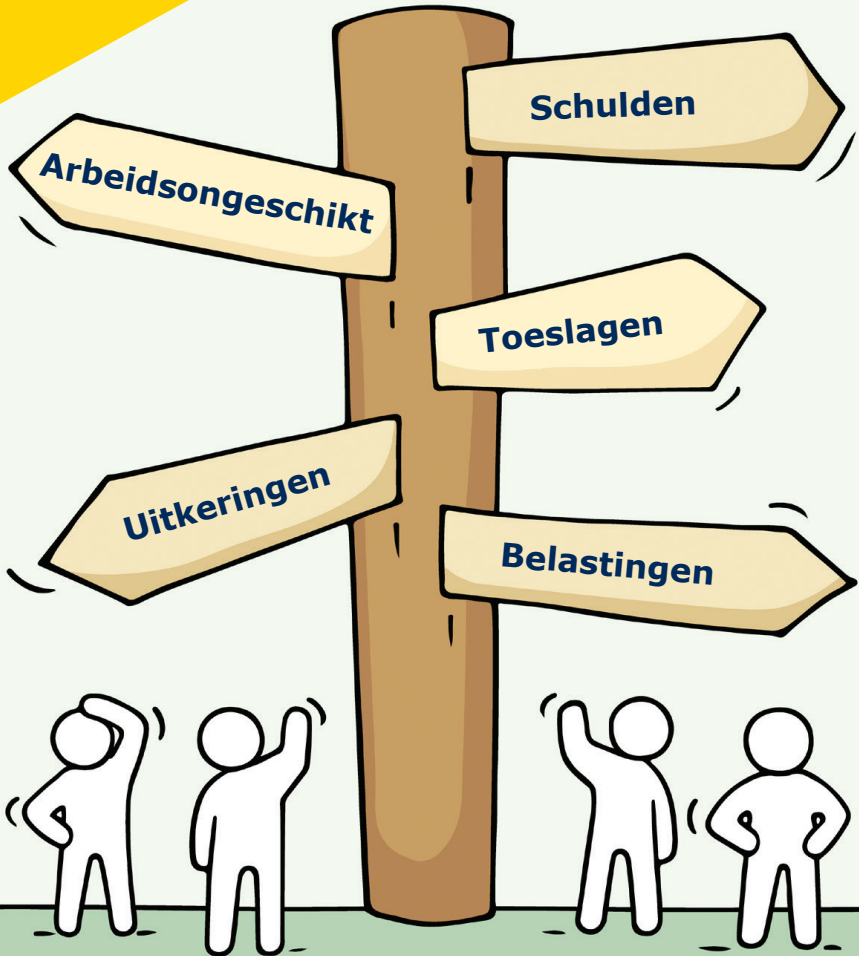 Schulden
Arbeidsongeschikt
Toeslagen
Uitkeringen
Belastingen